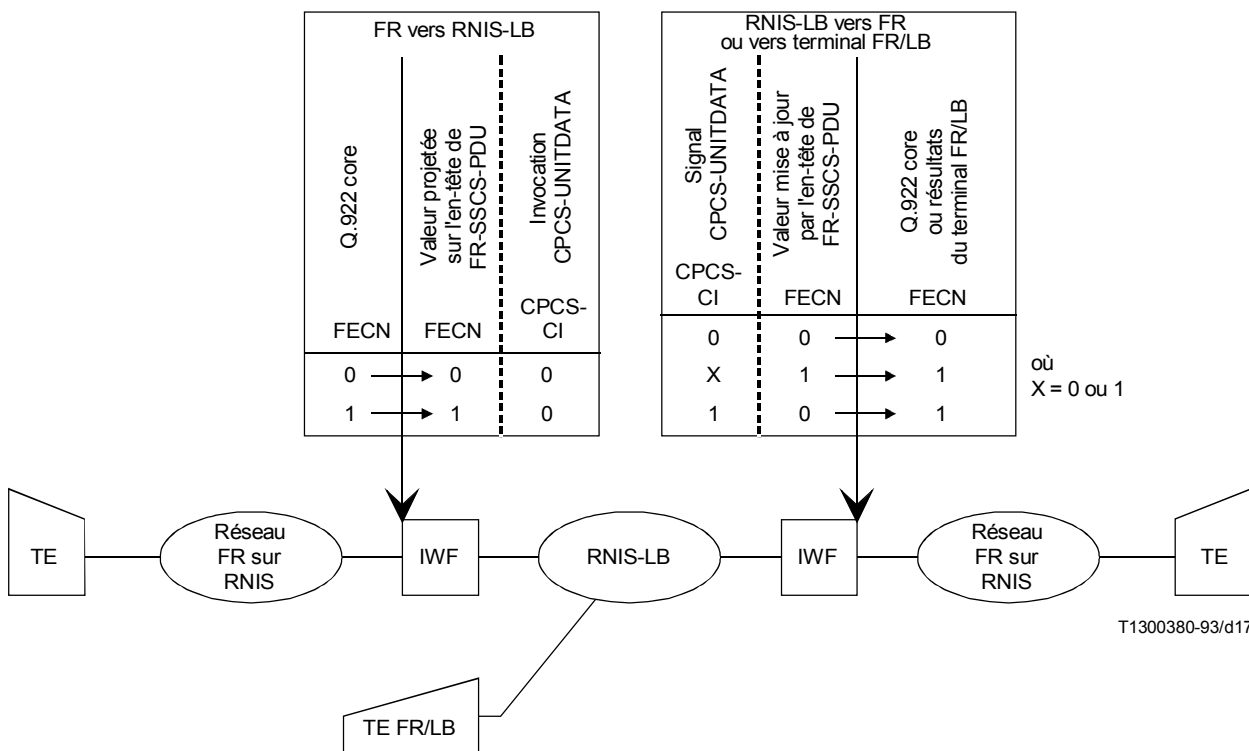 FR vers RNIS-LB
Q.922 core
Valeur projetée
sur l'en-tête de
FR-SSCS-PDU
Invocation
CPCS-UNITDATA
FECN
FECN
CPCS-
CI
0 0 0
1 1 0
RNIS-LB vers FR
ou vers terminal FR/LB
Signal
CPCS-UNITDATA
Valeur mise à jour
par l'en-tête de
FR-SSCS-PDU
Q.922 core
ou résultats
du terminal FR/LB
CPCS-
CI
FECN
FECN
0 0 0
X 1 1
1 0 1
où
X = 0 ou 1
TE
Réseau
FR sur
RNIS
IWF
RNIS-LB
IWF
Réseau
FR sur
RNIS
TE
T1300380-93/d17
TE FR/LB